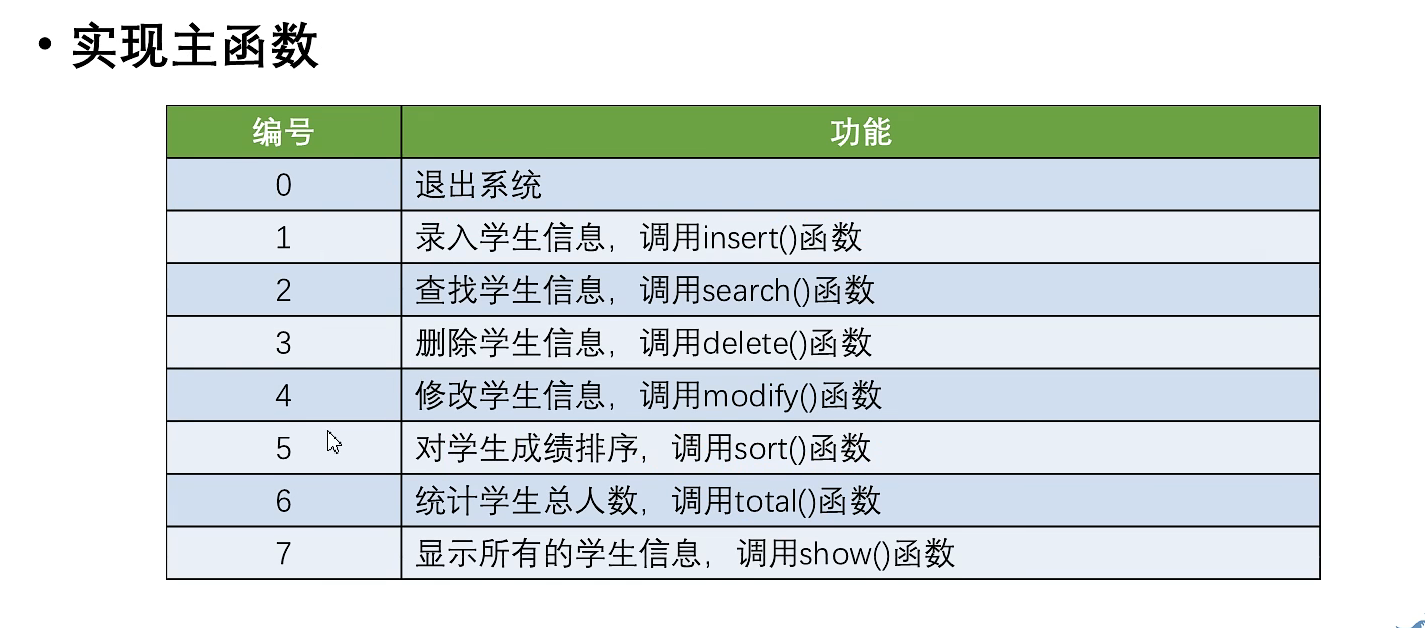 • 实现主函数
编号 功能
0 退出系统
1 录入学生信息，调用insert()函数
2 查找学生信息，调用search()函数
3 删除学生信息，调用delete()函数
4 修改学生信息，调用modify()函数
5 对学生成绩排序，调用sort()函数
6 统计学生总人数，调用total()函数
7 显示所有的学生信息，调用show()函数